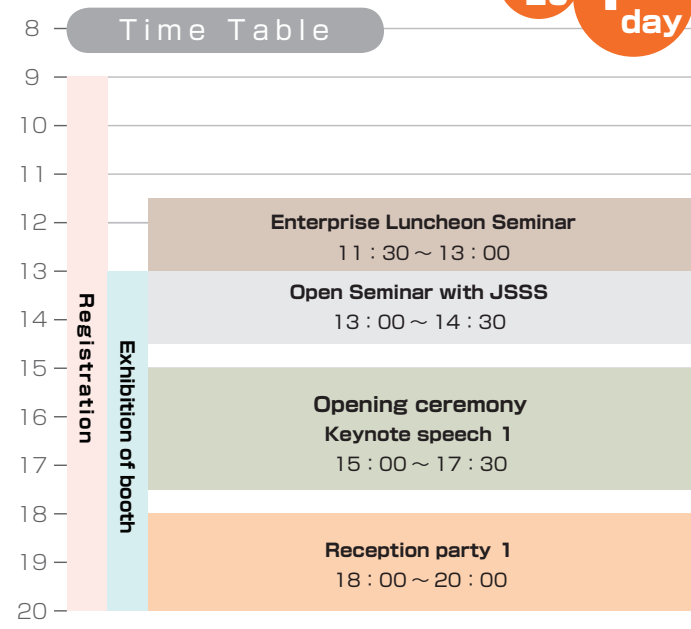 Time Table
day
8
9
10
11
12
13
14
15
16
17
18
19
20
Registration
Exhibition of booth
Enterprise Luncheon Seminar
11：30～13：00
Open Seminar with JSSS
13：00～14：30
Opening ceremony
Keynote speech 1
15：00～17：30
Reception party 1
18：00～20：00